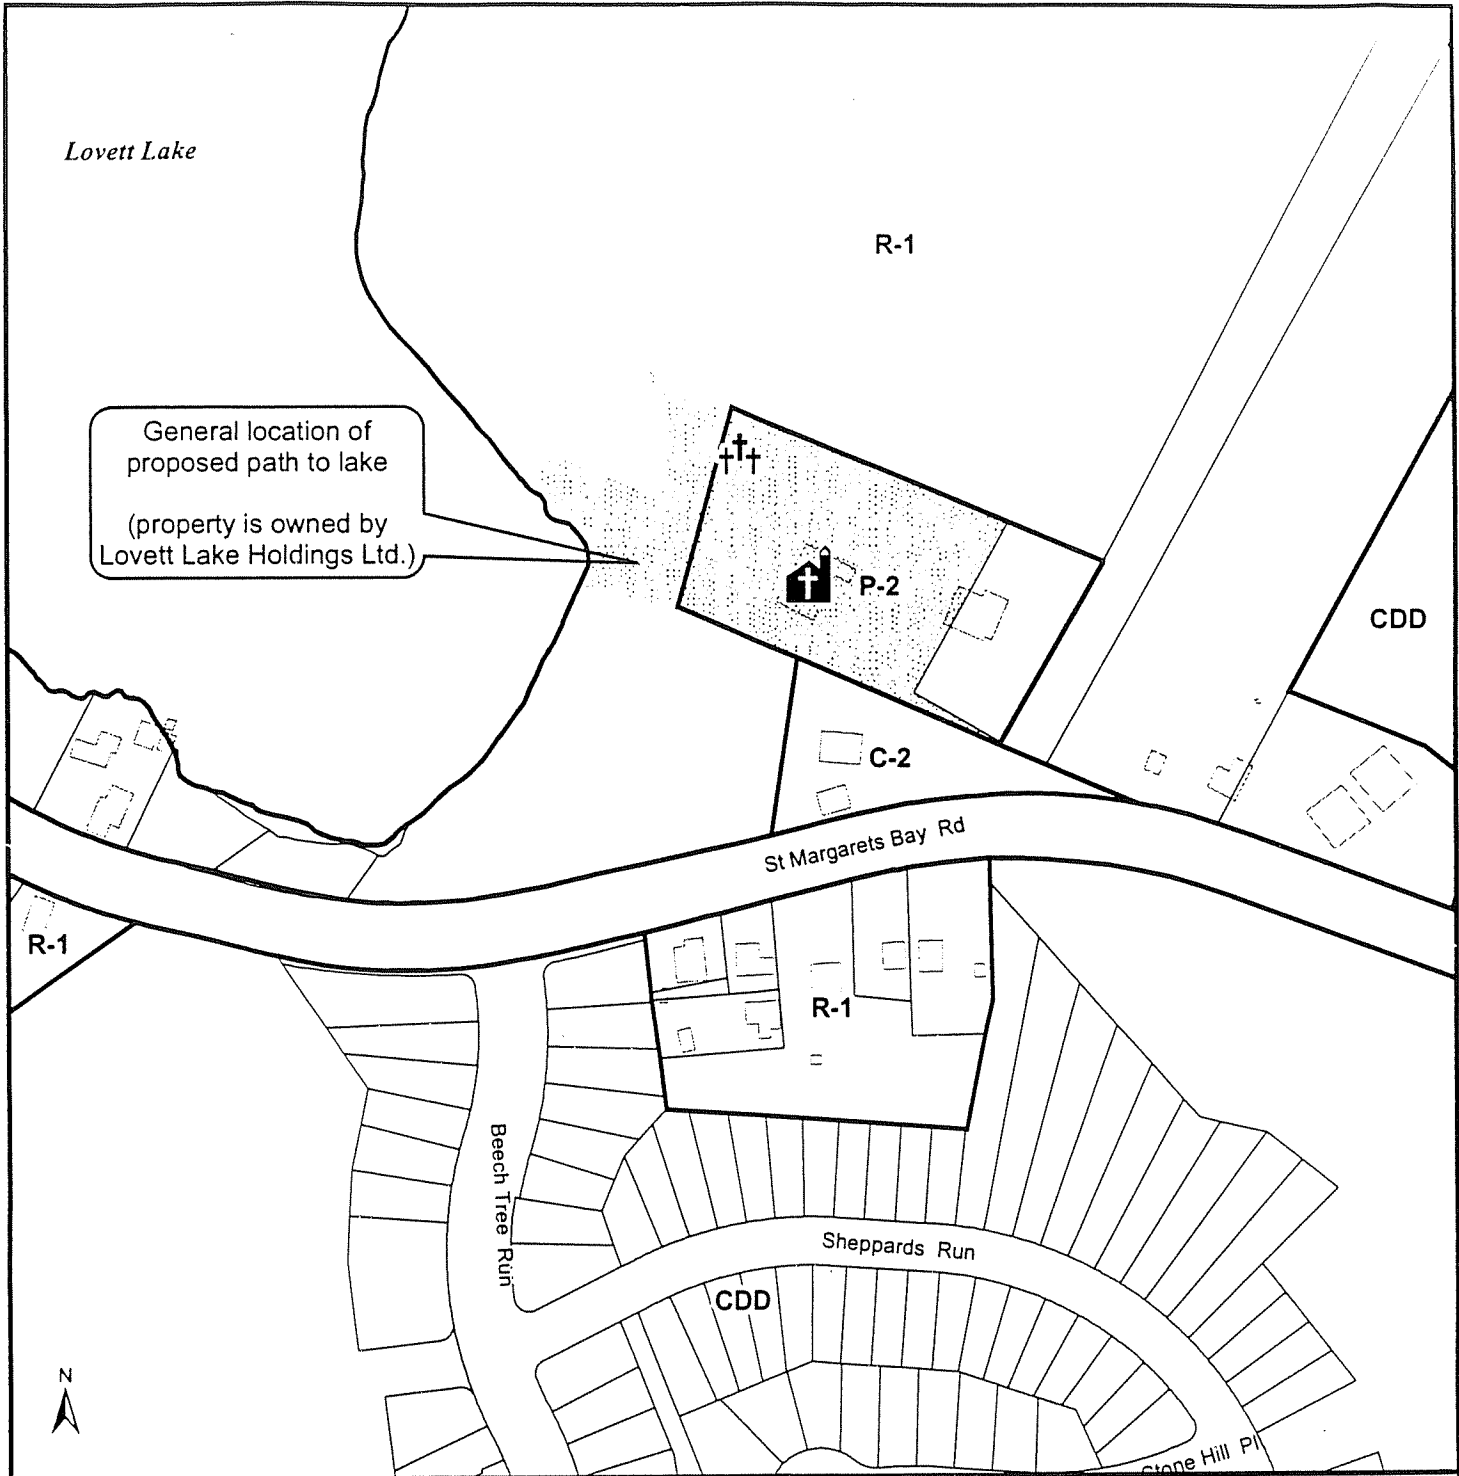 Lovett Lake
R-1
General location of
proposed path to lake
(property is owned by
Lovett Lake Holdings Ltd.)
P-2
CDD
C-2
St Margarets Bay Rd
R-1
R-1
Beech Tree Run
Sheppards Run
CDD
N
Stone Hill Pl